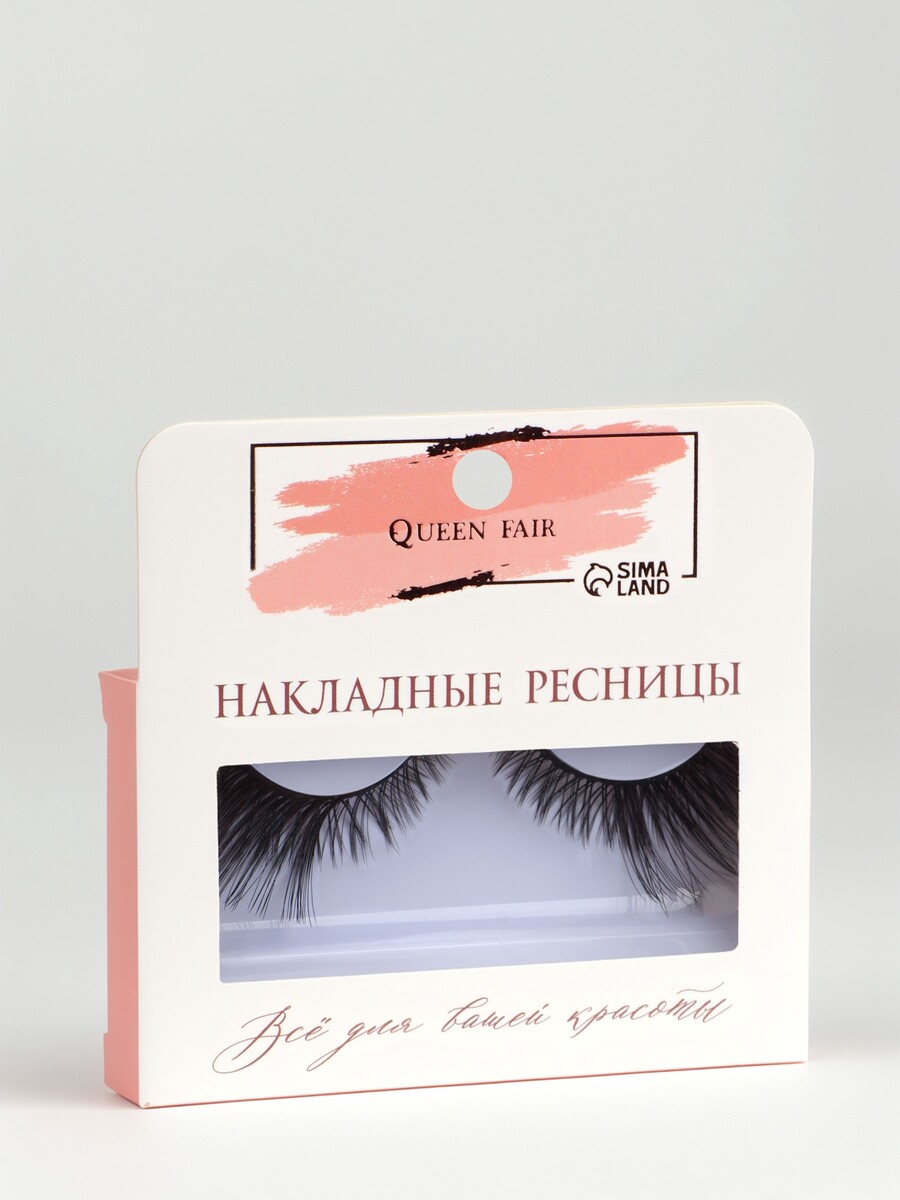 QUEEN FAIR
SIMA
LAND
НАКЛАДНЫЕ РЕСНИЦЫ
Всё для вашей красоты